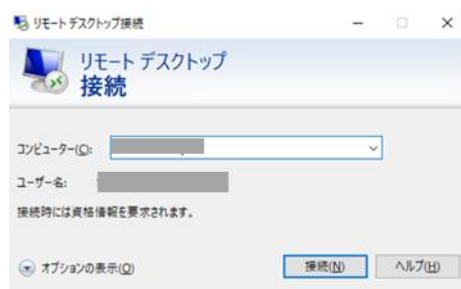 リモート デスクトップ接続
リモート デスクトップ
接続
コンピューター(C):
ユーザー名:
接続時には資格情報を要求されます。
オプションの表示(O)
接続(N)
ヘルプ(H)